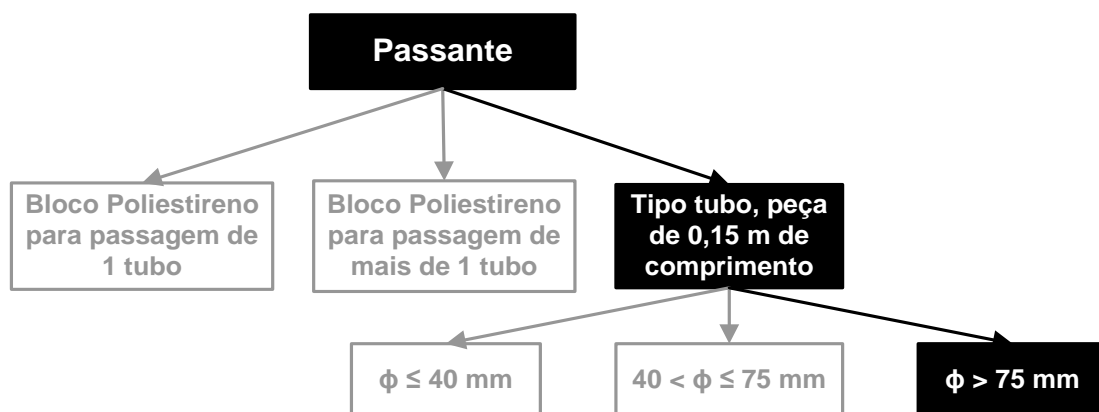 Passante
Bloco Poliestireno
para passagem de
1 tubo
Bloco Poliestireno
para passagem de
mais de 1 tubo
Tipo tubo, peça
de 0,15 m de
comprimento
ϕ ≤ 40 mm
40 < ϕ ≤ 75 mm
ϕ > 75 mm